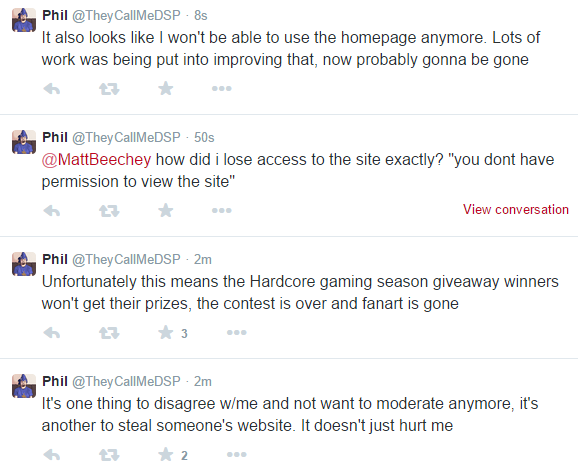 Phil @TheyCallMeDSP · 8s
It also looks like I won't be able to use the homepage anymore. Lots of
work was being put into improving that, now probably gonna be gone
Phil @TheyCallMeDSP · 50s
@MattBeechey how did i lose access to the site exactly? "you dont have
permission to view the site"
View conversation
Phil @TheyCallMeDSP · 2m
Unfortunately this means the Hardcore gaming season giveaway winners
won't get their prizes, the contest is over and fanart is gone
3
Phil @TheyCallMeDSP · 2m
It's one thing to disagree w/me and not want to moderate anymore, it's
another to steal someone's website. It doesn't just hurt me
2